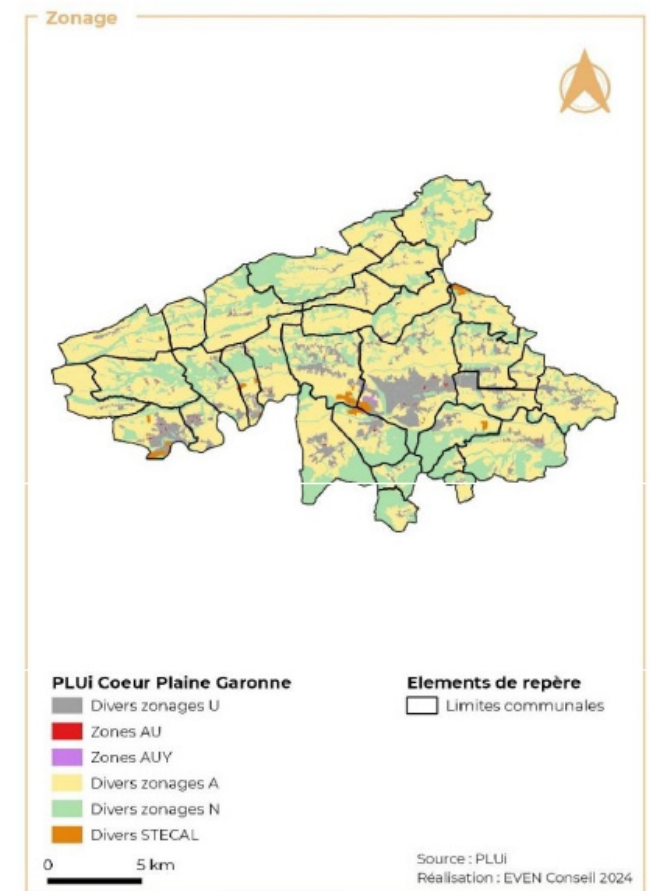 Zonage
PLUi Coeur Plaine Garonne
Divers zonages U
Zones AU
Zones AUY
Divers zonages A
Divers zonages N
Divers STECAL
0 5 km
Elements de repère
Limites communales
Source : PLUi
Réalisation : EVEN Conseil 2024